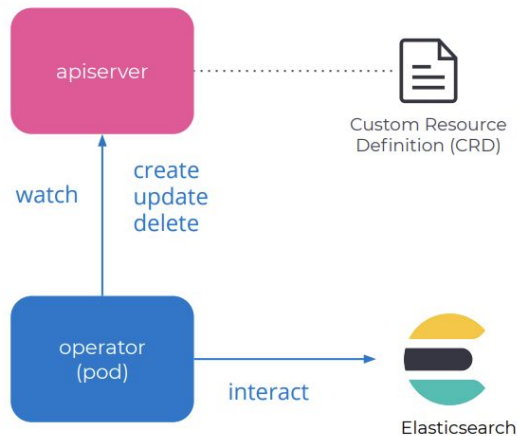 apiserver
Custom Resource
Definition (CRD)
watch
create
update
delete
operator
(pod)
interact
Elasticsearch